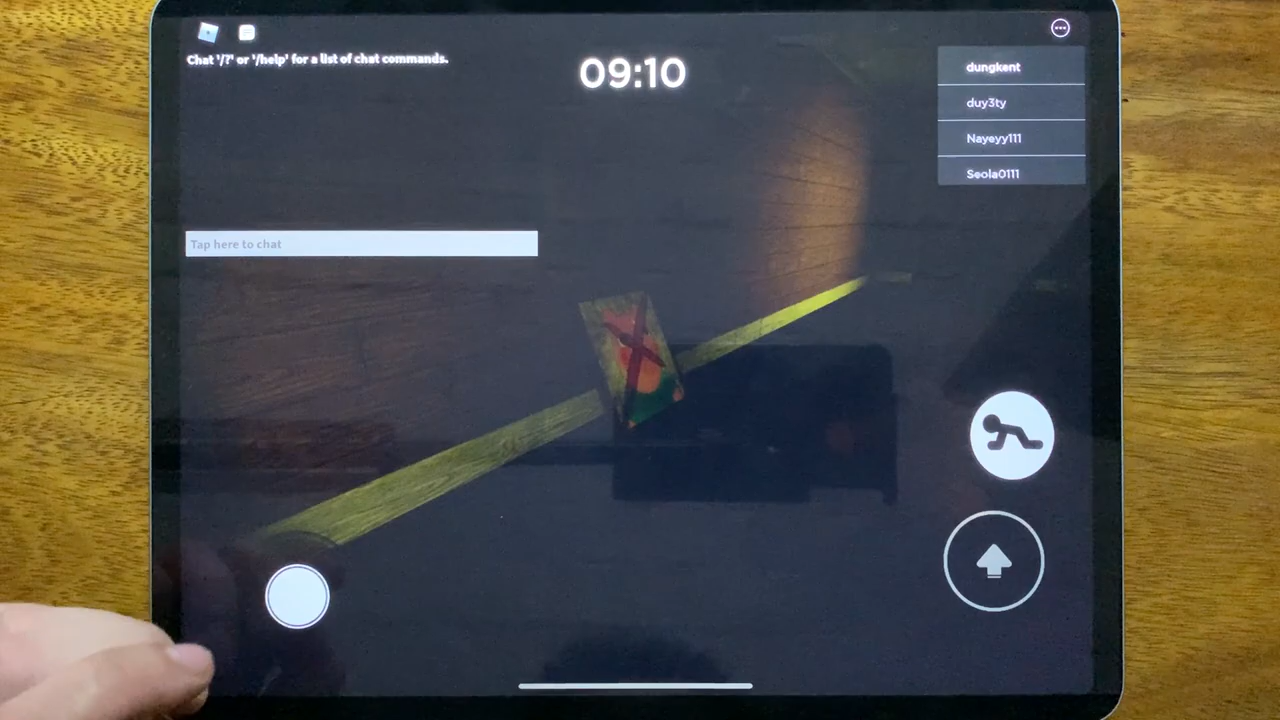 Chat '/?' or '/help' for a list of chat commands.
09:10
dungkent
duy3ty
Nayeyy111
Seola0111
Tap here to chat